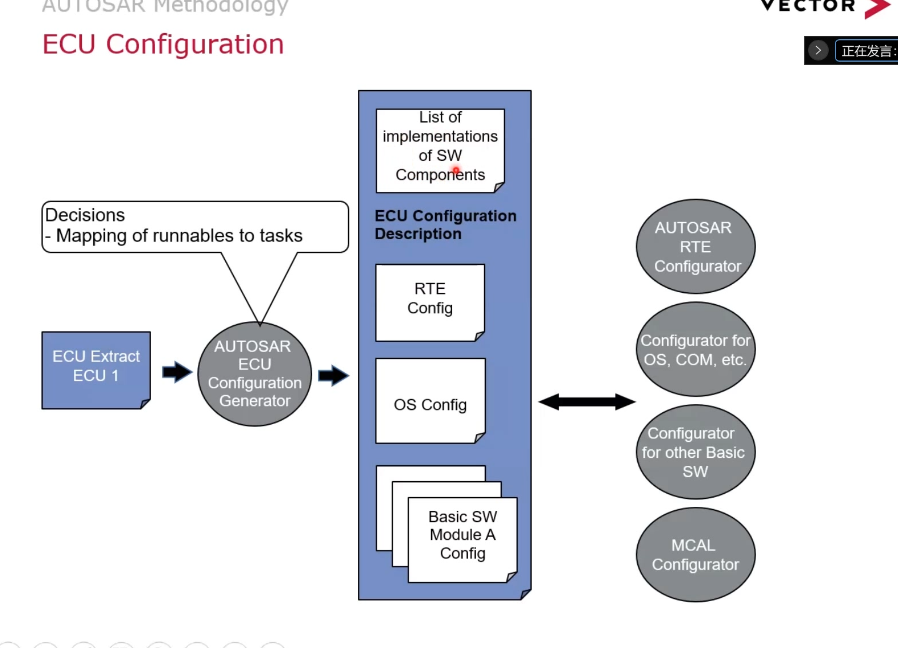 AUTOSAR Methodology
VECTOR
ECU Configuration
正在发言:
List of
implementations
of SW
Components
Decisions
- Mapping of runnables to tasks
ECU Configuration
Description
AUTOSAR
RTE
Configurator
RTE
Config
ECU Extract
ECU 1
AUTOSAR
ECU
Configuration
Generator
Configurator for
OS, COM, etc.
OS Config
Configurator
for other Basic
SW
Basic SW
Module A
Config
MCAL
Configurator